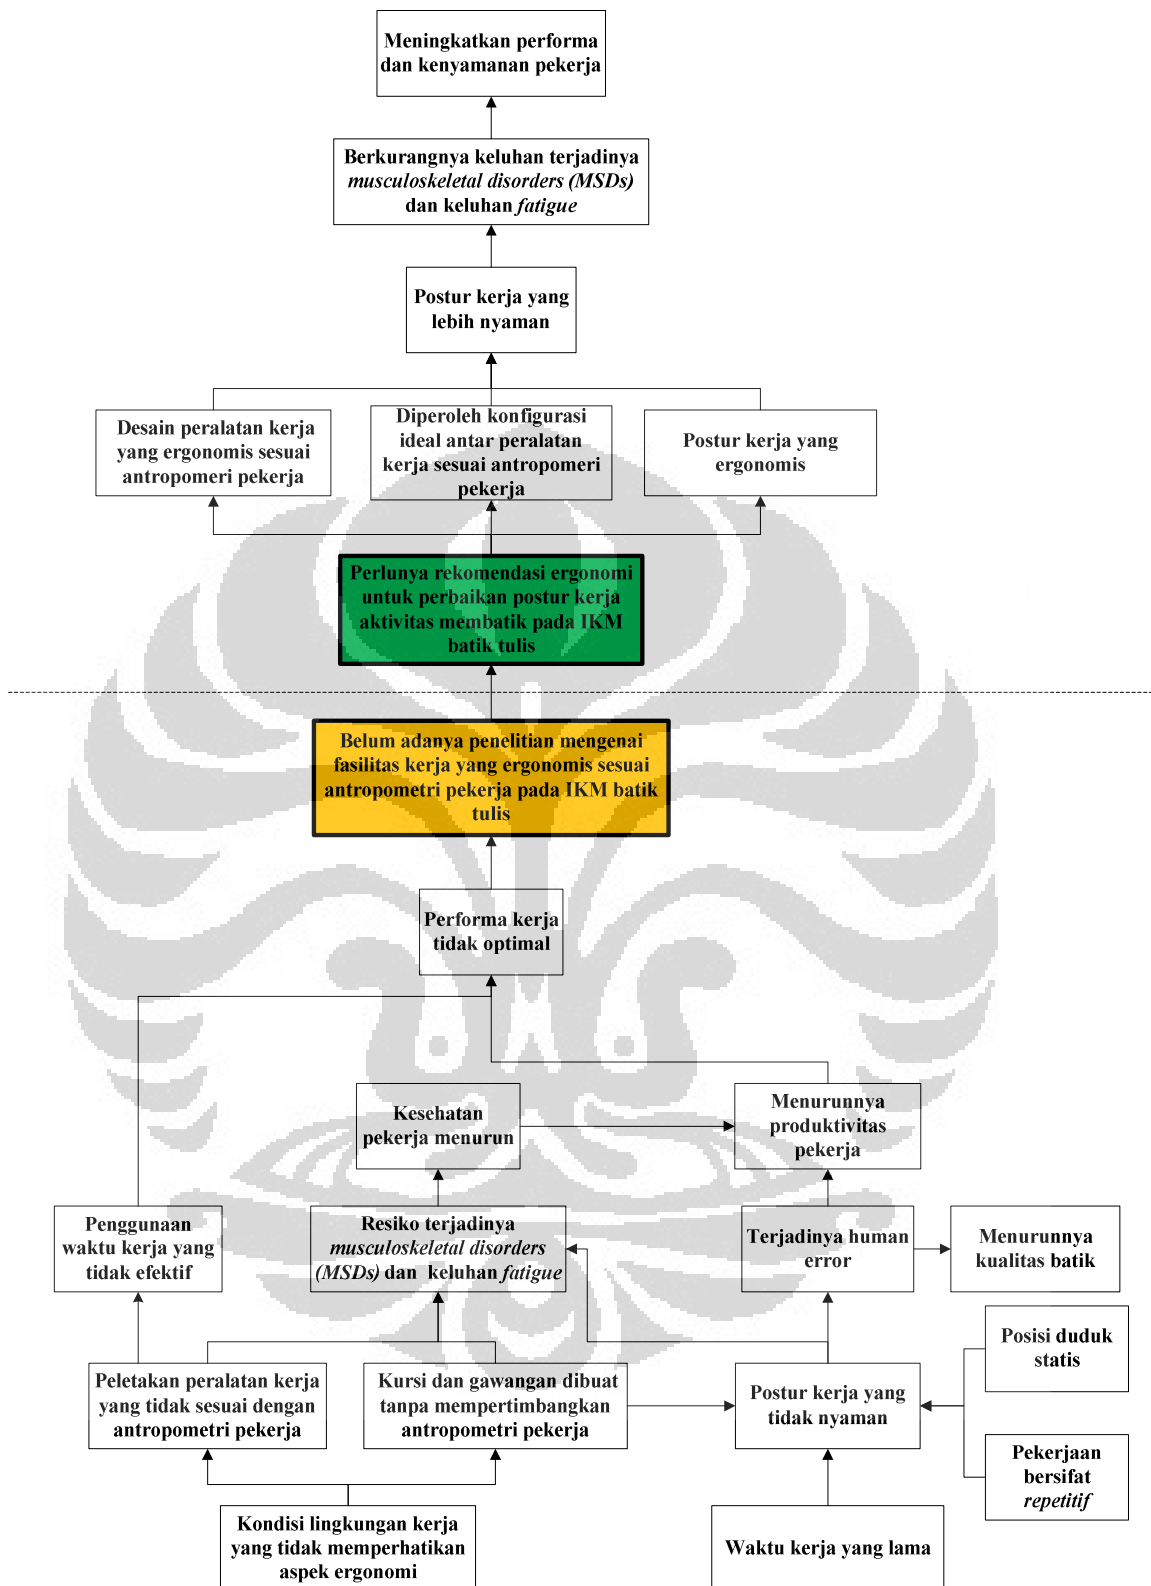 Meningkatkan performa
dan kenyamanan pekerja
Berkurangnya keluhan terjadinya
musculoskeletal disorders (MSDs)
dan keluhan fatigue
Postur kerja yang
lebih nyaman
Desain peralatan kerja
yang ergonomis sesuai
antropomeri pekerja
Diperoleh konfigurasi
ideal antar peralatan
kerja sesuai antropomeri
pekerja
Postur kerja yang
ergonomis
Perlunya rekomendasi ergonomi
untuk perbaikan postur kerja
aktivitas membatik pada IKM
batik tulis
Belum adanya penelitian mengenai
fasilitas kerja yang ergonomis sesuai
antropometri pekerja pada IKM batik
tulis
Performa kerja
tidak optimal
Kesehatan
pekerja menurun
Menurunnya
produktivitas
pekerja
Penggunaan
waktu kerja yang
tidak efektif
Resiko terjadinya
musculoskeletal disorders
(MSDs) dan keluhan fatigue
Terjadinya human
error
Menurunnya
kualitas batik
Peletakan peralatan kerja
yang tidak sesuai dengan
antropometri pekerja
Kursi dan gawangan dibuat
tanpa mempertimbangkan
antropometri pekerja
Postur kerja yang
tidak nyaman
Posisi duduk
statis
Pekerjaan
bersifat
repetitif
Kondisi lingkungan kerja
yang tidak memperhatikan
aspek ergonomi
Waktu kerja yang lama